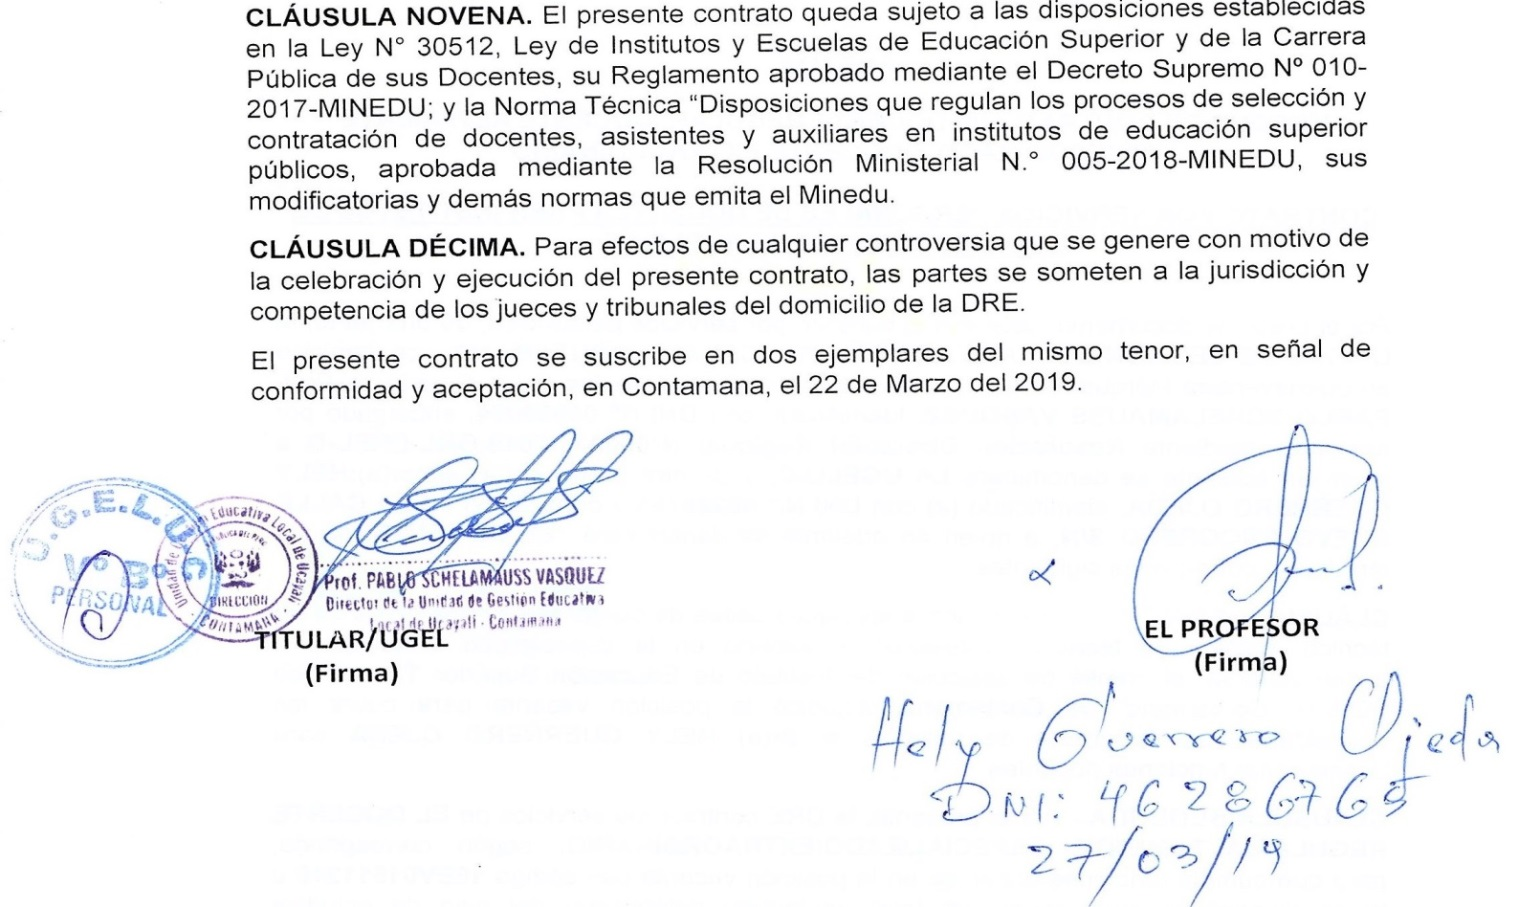 CLÁUSULA NOVENA. El presente contrato queda sujeto a las disposiciones establecidas
en la Ley N° 30512, Ley de Institutos y Escuelas de Educación Superior y de la Carrera
Pública de sus Docentes, su Reglamento aprobado mediante el Decreto Supremo Nº 010-
2017-MINEDU; y la Norma Técnica “Disposiciones que regulan los procesos de selección y
contratación de docentes, asistentes y auxiliares en institutos de educación superior
públicos, aprobada mediante la Resolución Ministerial N.° 005-2018-MINEDU, sus
modificatorias y demás normas que emita el Minedu.
CLÁUSULA DÉCIMA. Para efectos de cualquier controversia que se genere con motivo de
la celebración y ejecución del presente contrato, las partes se someten a la jurisdicción y
competencia de los jueces y tribunales del domicilio de la DRE.
El presente contrato se suscribe en dos ejemplares del mismo tenor, en señal de
conformidad y aceptación, en Contamana, el 22 de Marzo del 2019.
U.G.E.L.U.C
Vº Bº
PERSONAL
Unidad de Educativa Local de Ucayali
DIRECCIÓN
CONTAMANA
Prof. PABLO SCHELAMAUSS VASQUEZ
Director de la Unidad de Gestión Educativa
Local de Ucayali - Contamana
TITULAR/UGEL
(Firma)
EL PROFESOR
(Firma)
Hely Guerrero Ojeda
DNI: 46286765
27/03/19